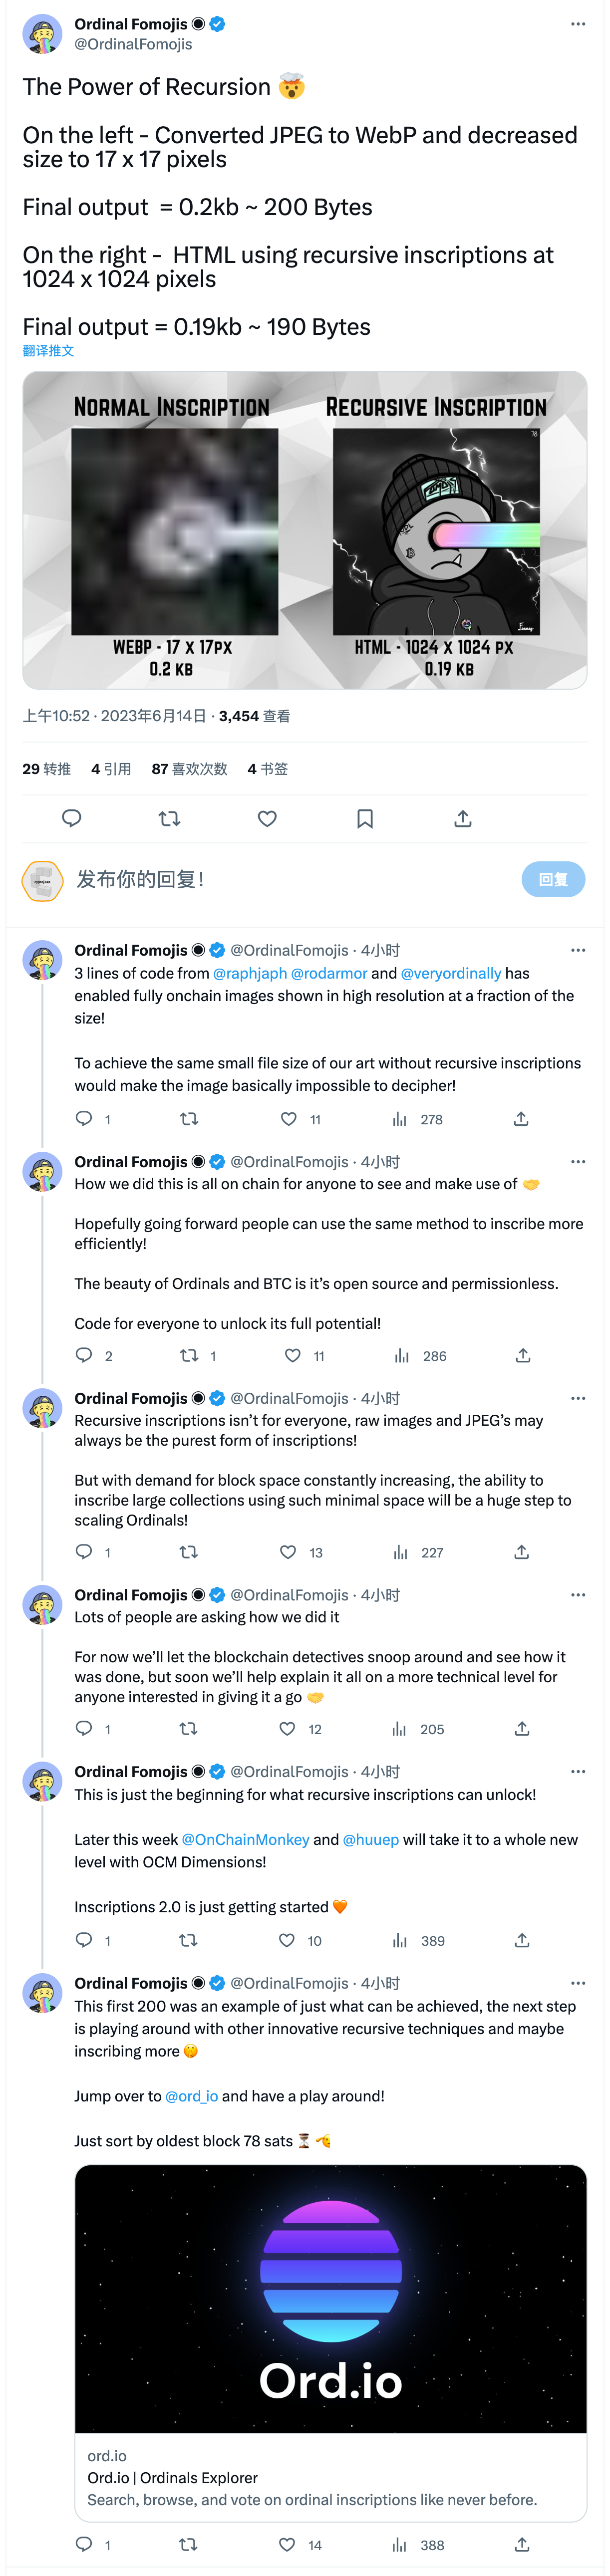 Ordinal Fomojis
@OrdinalFomojis
The Power of Recursion 🤯
On the left - Converted JPEG to WebP and decreased
size to 17 x 17 pixels
Final output = 0.2kb ~ 200 Bytes
On the right - HTML using recursive inscriptions at
1024 x 1024 pixels
Final output = 0.19kb ~ 190 Bytes
翻译推文
NORMAL INSCRIPTION
RECURSIVE INSCRIPTION
78
WEBP - 17 X 17PX
0.2 KB
HTML - 1024 X 1024 PX
0.19 KB
上午10:52 · 2023年6月14日 · 3,454 查看
29 转推 4 引用 87 喜欢次数 4 书签
发布你的回复！
回复
Ordinal Fomojis @OrdinalFomojis · 4小时
3 lines of code from @raphjaph @rodarmor and @veryordinally has
enabled fully onchain images shown in high resolution at a fraction of the
size!
To achieve the same small file size of our art without recursive inscriptions
would make the image basically impossible to decipher!
1 11 278
Ordinal Fomojis @OrdinalFomojis · 4小时
How we did this is all on chain for anyone to see and make use of 🤝
Hopefully going forward people can use the same method to inscribe more
efficiently!
The beauty of Ordinals and BTC is it's open source and permissionless.
Code for everyone to unlock its full potential!
2 1 11 286
Ordinal Fomojis @OrdinalFomojis · 4小时
Recursive inscriptions isn't for everyone, raw images and JPEG's may
always be the purest form of inscriptions!
But with demand for block space constantly increasing, the ability to
inscribe large collections using such minimal space will be a huge step to
scaling Ordinals!
1 13 227
Ordinal Fomojis @OrdinalFomojis · 4小时
Lots of people are asking how we did it
For now we'll let the blockchain detectives snoop around and see how it
was done, but soon we'll help explain it all on a more technical level for
anyone interested in giving it a go 🤝
1 12 205
Ordinal Fomojis @OrdinalFomojis · 4小时
This is just the beginning for what recursive inscriptions can unlock!
Later this week @OnChainMonkey and @huuep will take it to a whole new
level with OCM Dimensions!
Inscriptions 2.0 is just getting started 🧡
1 10 389
Ordinal Fomojis @OrdinalFomojis · 4小时
This first 200 was an example of just what can be achieved, the next step
is playing around with other innovative recursive techniques and maybe
inscribing more 🤭
Jump over to @ord_io and have a play around!
Just sort by oldest block 78 sats ⏳ 🫡
Ord.io
ord.io
Ord.io | Ordinals Explorer
Search, browse, and vote on ordinal inscriptions like never before.
1 14 388